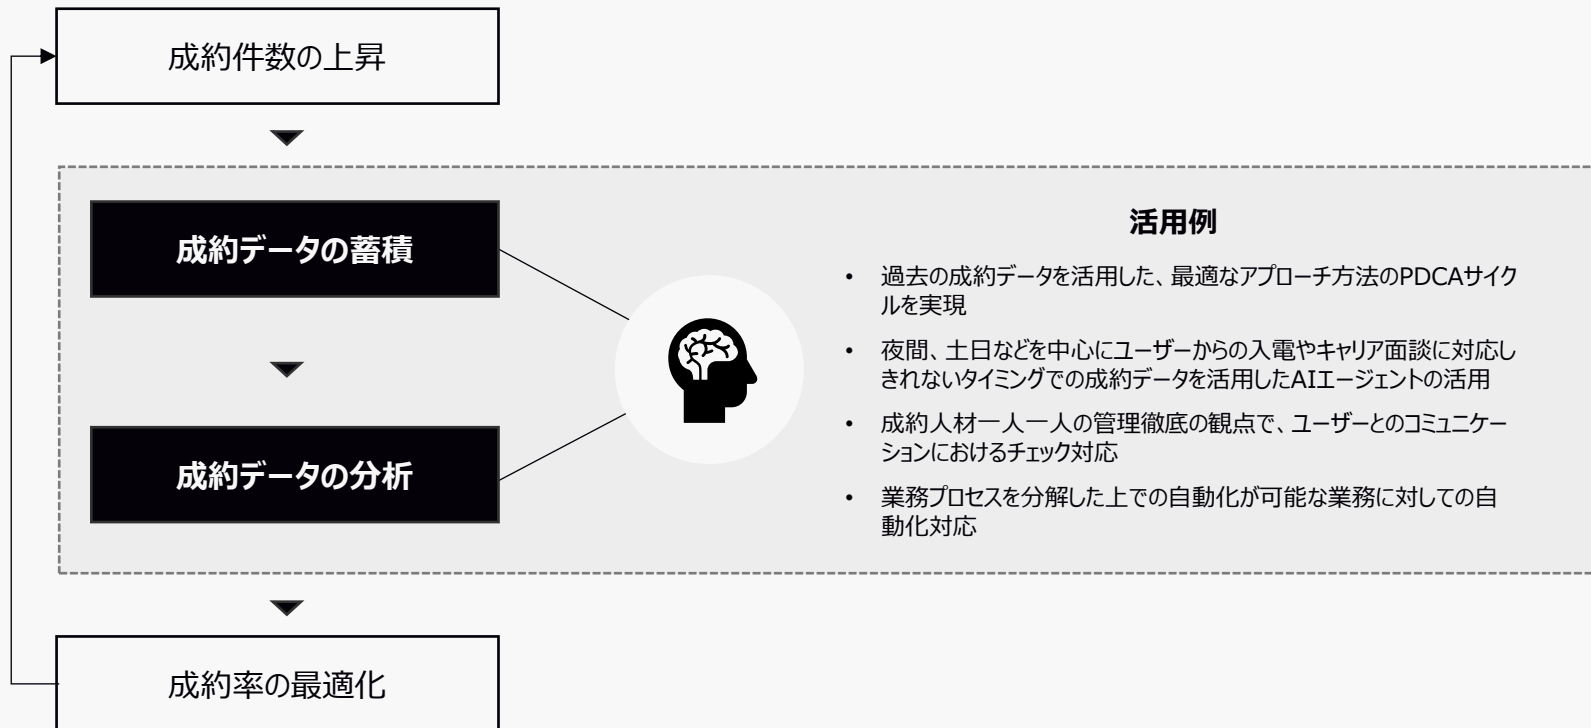 成約件数の上昇
成約データの蓄積
成約データの分析
成約率の最適化
活用例
• 過去の成約データを活用した、最適なアプローチ方法のPDCAサイク
ルを実現
• 夜間、土日などを中心にユーザーからの入電やキャリア面談に対応し
きれないタイミングでの成約データを活用したAIエージェントの活用
• 成約人材一人一人の管理徹底の観点で、ユーザーとのコミュニケー
ションにおけるチェック対応
• 業務プロセスを分解した上での自動化が可能な業務に対しての自
動化対応